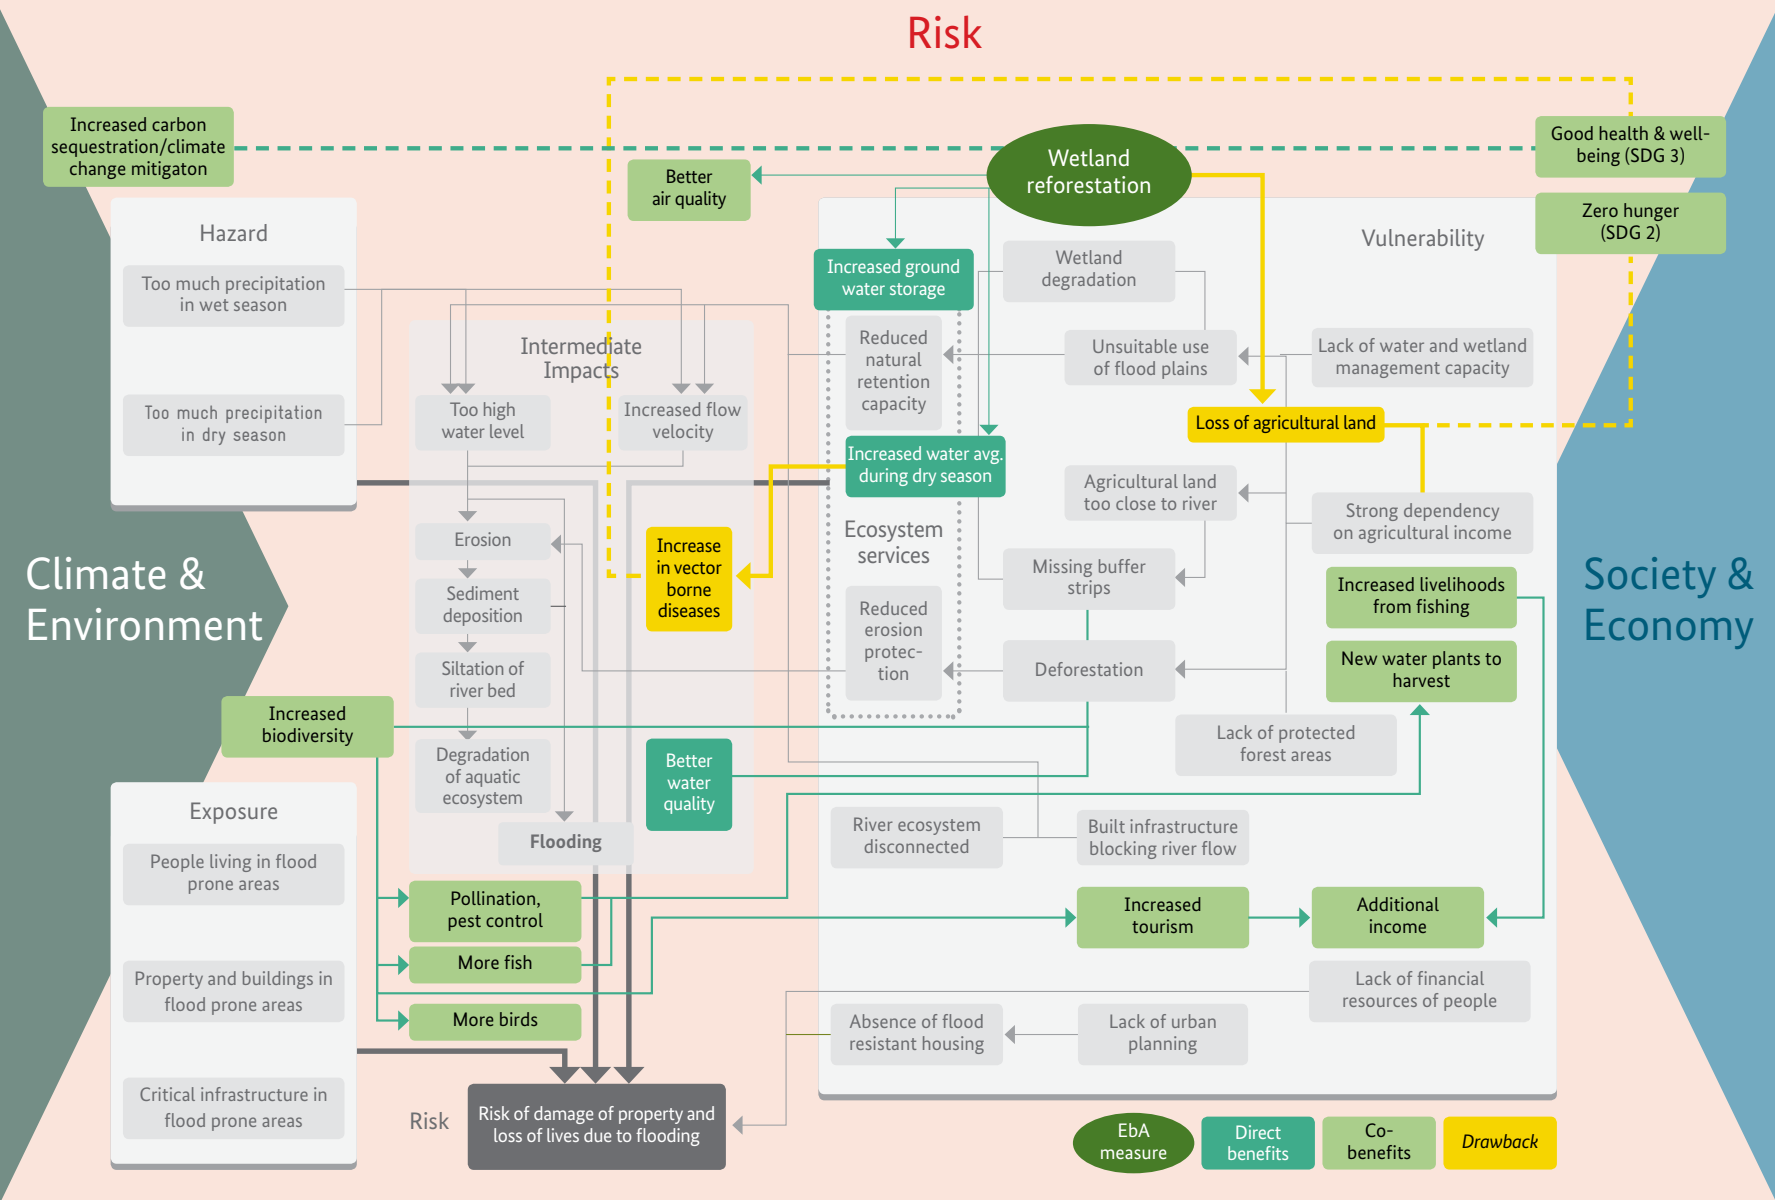 Risk
Increased carbon
sequestration/climate
change mitigaton
Good health & well-
being (SDG 3)
Wetland
reforestation
Better
air quality
Zero hunger
(SDG 2)
Hazard
Too much precipitation
in wet season
Too much precipitation
in dry season
Intermediate
Impacts
Too high
water level
Increased flow
velocity
Erosion
Sediment
deposition
Siltation of
river bed
Degradation
of aquatic
ecosystem
Flooding
Increase
in vector
borne
diseases
Better
water
quality
Vulnerability
Increased ground
water storage
Wetland
degradation
Reduced
natural
retention
capacity
Unsuitable use
of flood plains
Lack of water and wetland
management capacity
Loss of agricultural land
Increased water avg.
during dry season
Agricultural land
too close to river
Strong dependency
on agricultural income
Ecosystem
services
Missing buffer
strips
Increased livelihoods
from fishing
Reduced
erosion
protec-
tion
Deforestation
New water plants to
harvest
Lack of protected
forest areas
River ecosystem
disconnected
Built infrastructure
blocking river flow
Increased
tourism
Additional
income
Lack of financial
resources of people
Absence of flood
resistant housing
Lack of urban
planning
Climate &
Environment
Society &
Economy
Increased
biodiversity
Exposure
People living in flood
prone areas
Property and buildings in
flood prone areas
Critical infrastructure in
flood prone areas
Pollination,
pest control
More fish
More birds
Risk
Risk of damage of property and
loss of lives due to flooding
EbA
measure
Direct
benefits
Co-
benefits
Drawback